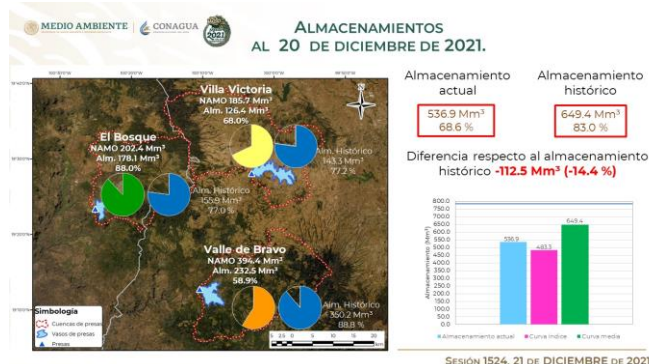 MEDIO AMBIENTE
CONAGUA
2021
ALMACENAMIENTOS
AL 20 DE DICIEMBRE DE 2021.
Villa Victoria
NAMO 185.7 Mm³
Alm. 126.4 Mm³
68.0%
Alm. Histórico
143.3 Mm³
77.2 %
El Bosque
NAMO 202.4 Mm³
Alm. 178.1 Mm³
88.0%
Alm. Histórico
155.9 Mm³
77.0 %
Valle de Bravo
NAMO 394.4 Mm³
Alm. 232.5 Mm³
58.9%
Alm. Histórico
350.2 Mm³
88.8 %
Simbología
Cuencas de presas
Vasos de presas
Presas
Almacenamiento actual
536.9 Mm³
68.6 %
Almacenamiento histórico
649.4 Mm³
83.0 %
Diferencia respecto al almacenamiento
histórico -112.5 Mm³ (-14.4 %)
Almacenamiento (Mm³)
800.0
750.0
700.0
650.0
600.0
550.0
500.0
450.0
400.0
350.0
300.0
250.0
200.0
150.0
100.0
50.0
0.0
536.9
483.3
649.4
Almacenamiento actual
Curva índice
Curva media
SESIÓN 1524, 21 DE DICIEMBRE DE 2021